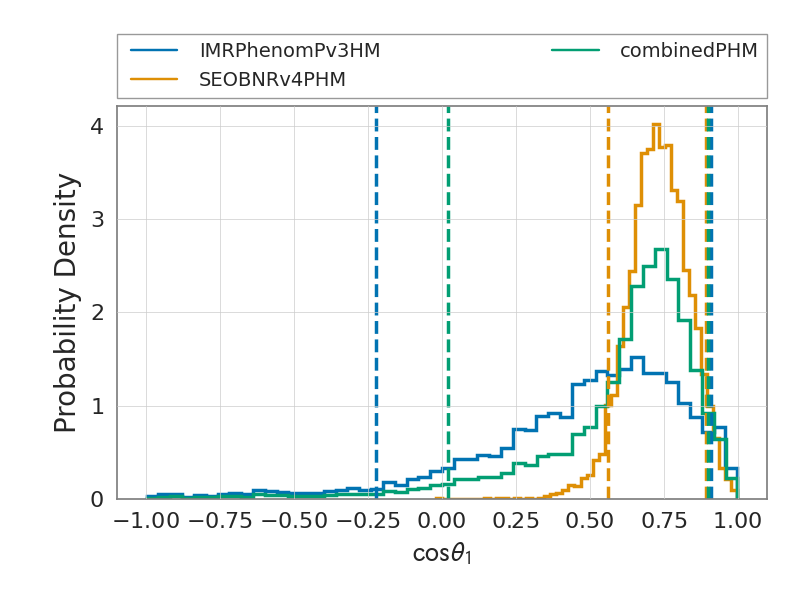 IMRPhenomPv3HM
SEOBNRv4PHM
combinedPHM
Probability Density
4
3
2
1
0
−1.00 −0.75 −0.50 −0.25 0.00 0.25 0.50 0.75 1.00
cosθ₁